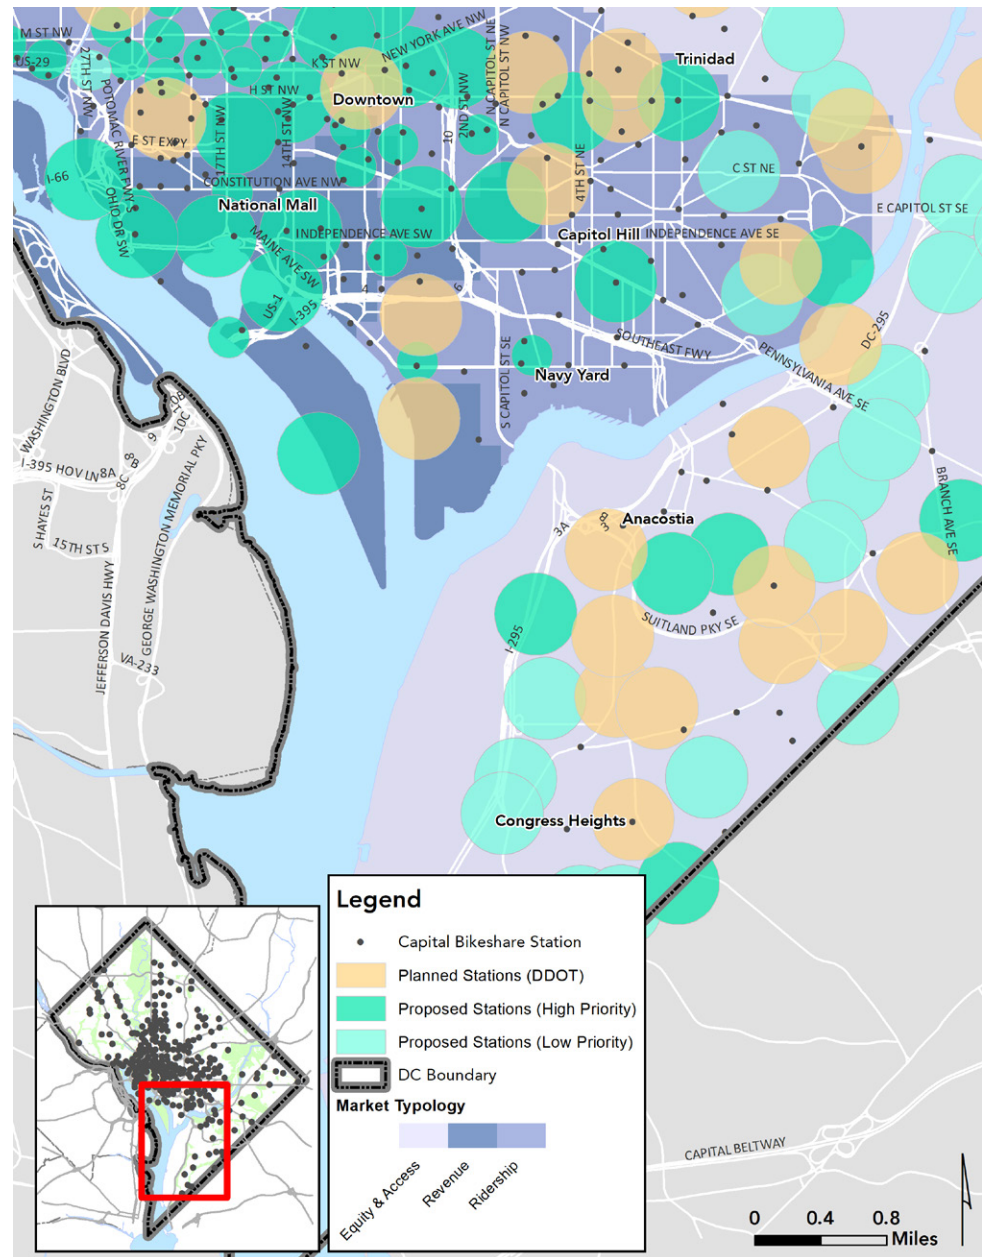 M ST NW
US-29
27TH ST NW
POTOMAC RIVER FWY S
K ST NW
NEW YORK AVE NW
H ST NW
Downtown
N CAPITOL ST NE
N CAPITOL ST NW
2ND ST NW
10
Trinidad
E ST EXPY
17TH ST NW
14TH ST NW
I-66
OHIO DR SW
CONSTITUTION AVE NW
National Mall
4TH ST NE
C ST NE
E CAPITOL ST SE
MAINE AVE SW
INDEPENDENCE AVE SW
Capitol Hill
INDEPENDENCE AVE SE
US-1
I-395
4
6
SOUTHEAST FWY
DC-295
PENNSYLVANIA AVE SE
S CAPITOL ST SE
Navy Yard
WASHINGTON BLVD
10C
9
8B
I-395 HOV LN
8A
8C
S HAYES ST
15TH ST S
GEORGE WASHINGTON MEMORIAL PKY
JEFFERSON DAVIS HWY
VA-233
BRANCH AVE SE
3A
8
3
Anacostia
I-295
SUITLAND PKY SE
Congress Heights
Legend
Capital Bikeshare Station
Planned Stations (DDOT)
Proposed Stations (High Priority)
Proposed Stations (Low Priority)
DC Boundary
Market Typology
Equity & Access
Revenue
Ridership
CAPITAL BELTWAY
0 0.4 0.8
Miles